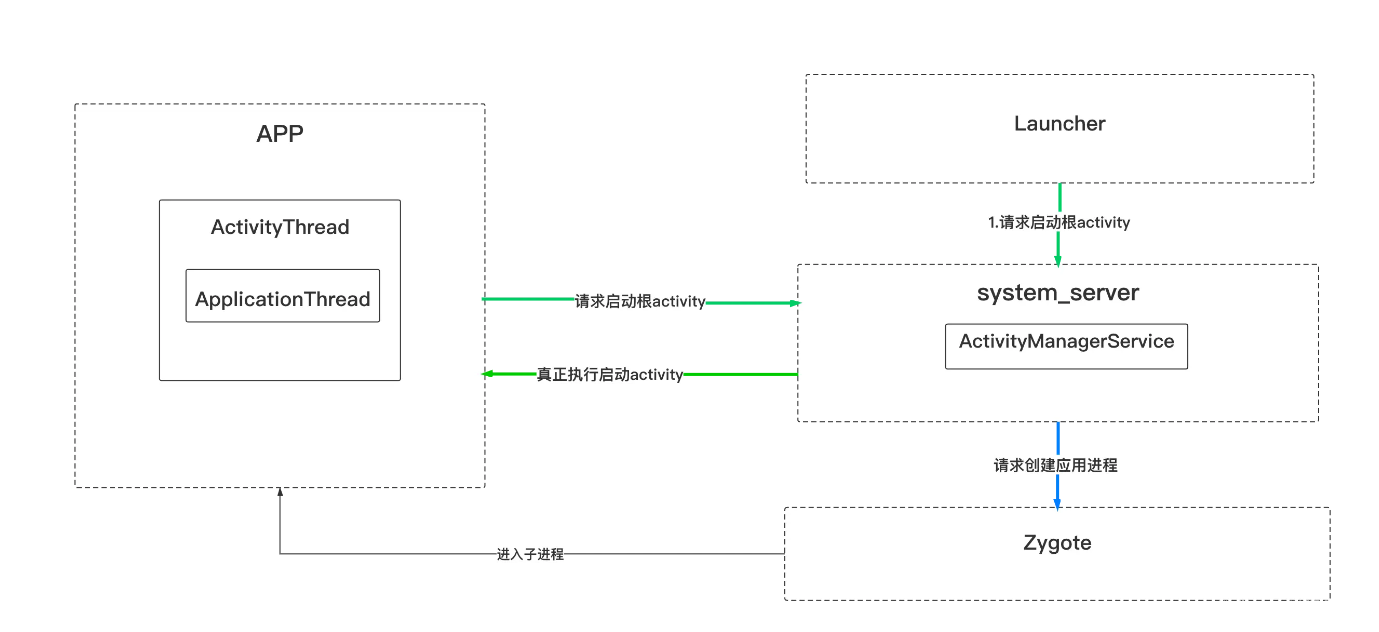 APP
ActivityThread
ApplicationThread
Launcher
1.请求启动根activity
system_server
ActivityManagerService
请求启动根activity
真正执行启动activity
请求创建应用进程
Zygote
进入子进程